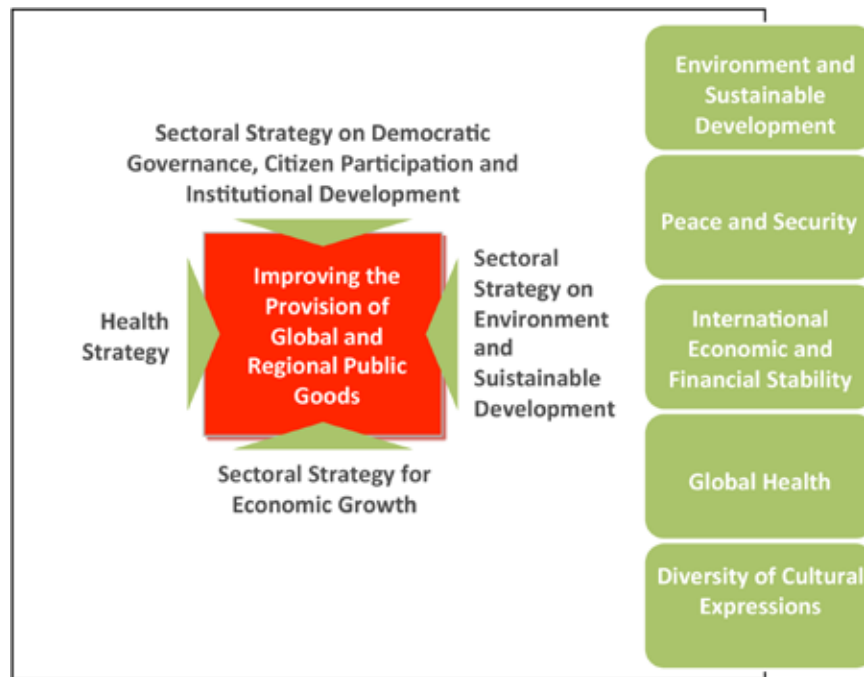 Sectoral Strategy on Democratic
Governance, Citizen Participation and
Institutional Development
Health
Strategy
Improving the
Provision of
Global and
Regional Public
Goods
Sectoral
Strategy on
Environment
and
Suistainable
Development
Sectoral Strategy for
Economic Growth
Environment and
Sustainable
Development
Peace and Security
International
Economic and
Financial Stability
Global Health
Diversity of Cultural
Expressions